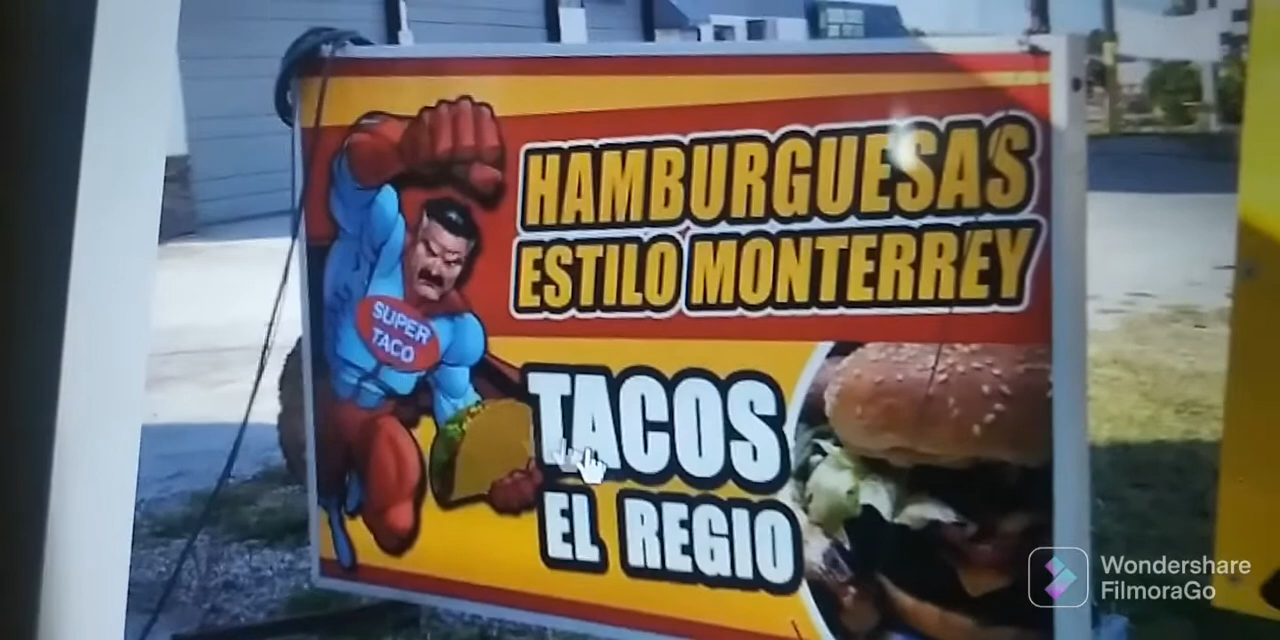 HAMBURGUESAS
ESTILO MONTERREY
SUPER
TACO
TACOS
EL REGIO
Wondershare
FilmoraGo